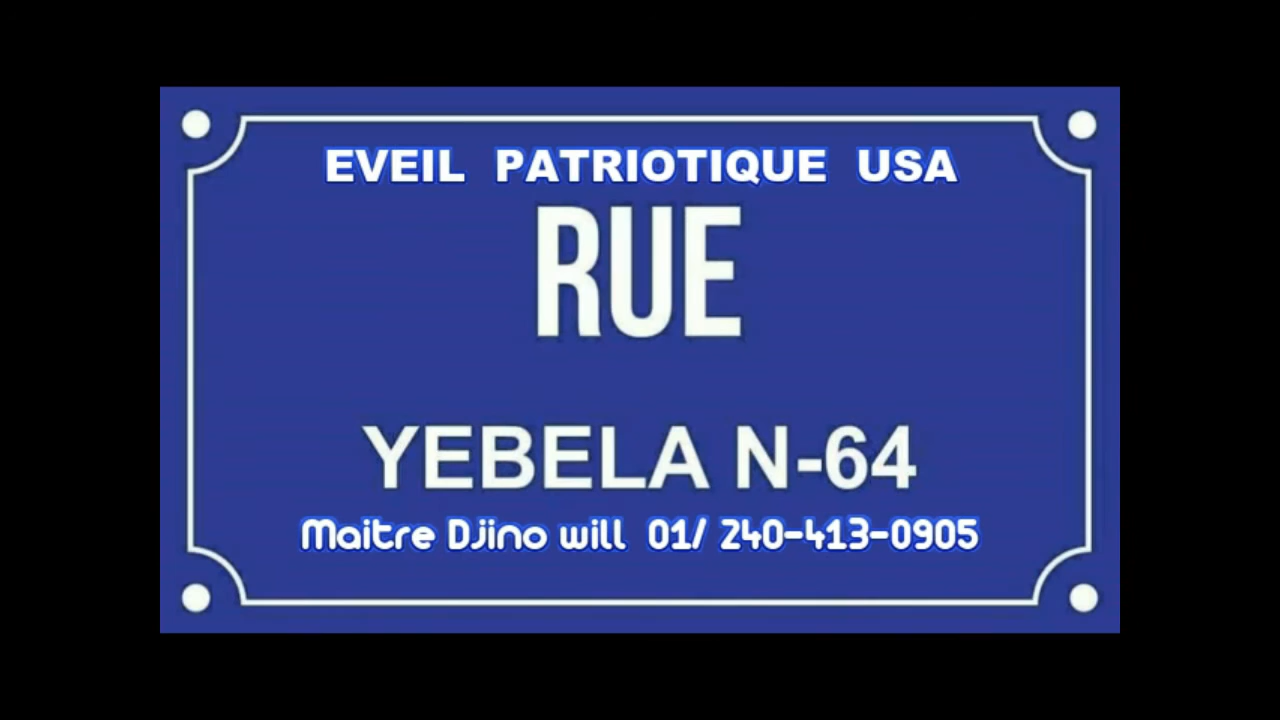 EVEIL PATRIOTIQUE USA
RUE
YEBELA N-64
Maitre Djino will 01/ 240-413-0905